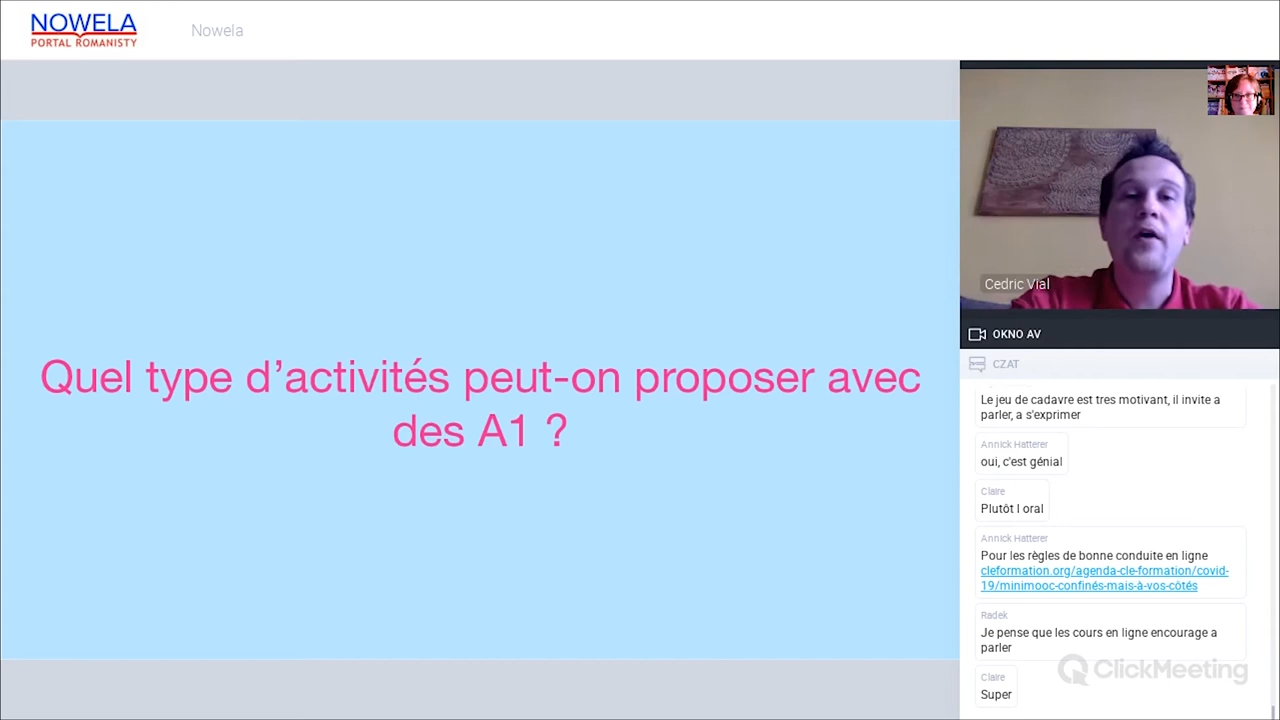 NOWELA
PORTAL ROMANISTY
Nowela
Quel type d’activités peut-on proposer avec
des A1 ?
Cedric Vial
OKNO AV
CZAT
Le jeu de cadavre est tres motivant, il invite a
parler, a s'exprimer
Annick Hatterer
oui, c'est génial
Claire
Plutôt l oral
Annick Hatterer
Pour les règles de bonne conduite en ligne
cleformation.org/agenda-cle-formation/covid-
19/minimooc-confinés-mais-à-vos-côtés
Radek
Je pense que les cours en ligne encourage a
parler
Claire
Super
ClickMeeting